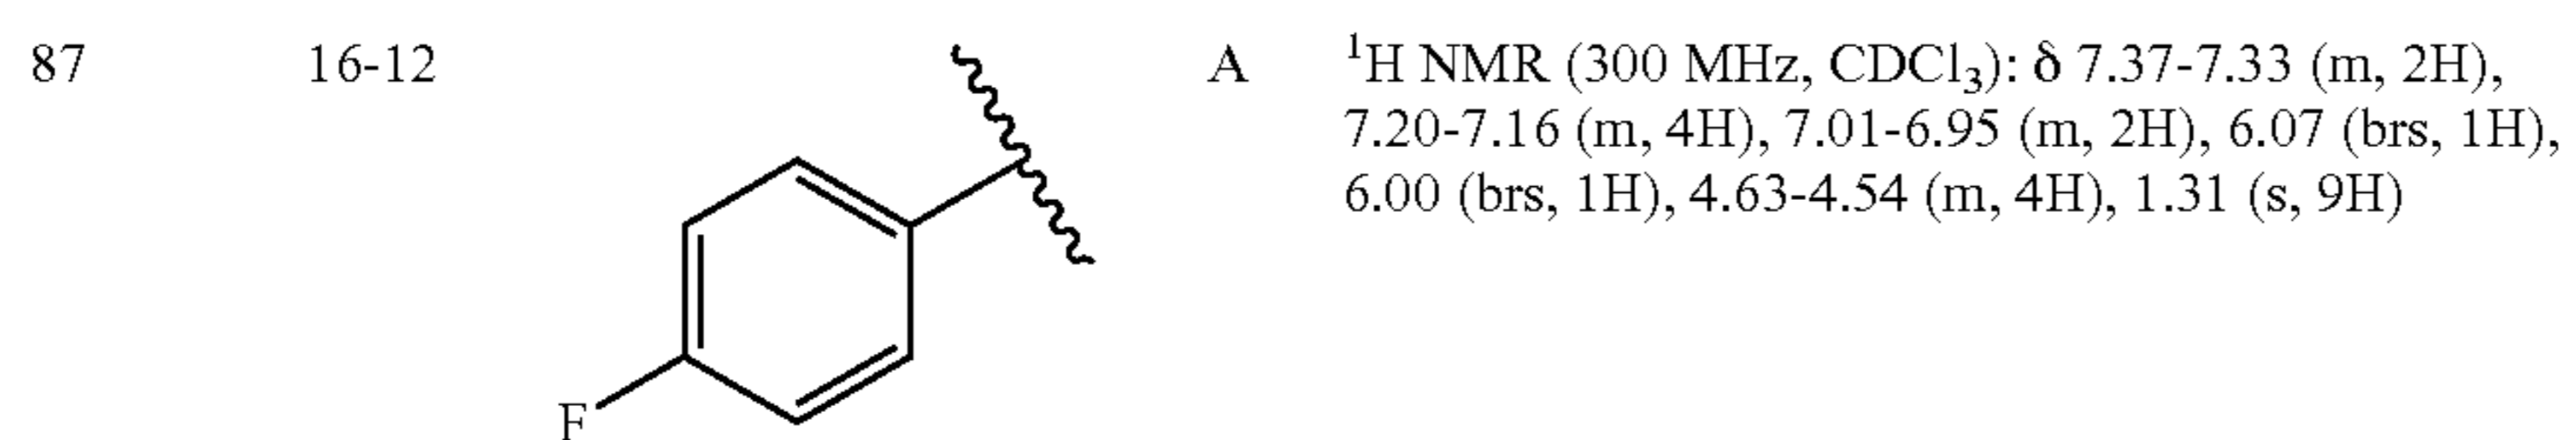 87 16-12 A ¹H NMR (300 MHz, CDCl₃): δ 7.37-7.33 (m, 2H),
7.20-7.16 (m, 4H), 7.01-6.95 (m, 2H), 6.07 (brs, 1H),
6.00 (brs, 1H), 4.63-4.54 (m, 4H), 1.31 (s, 9H)
F